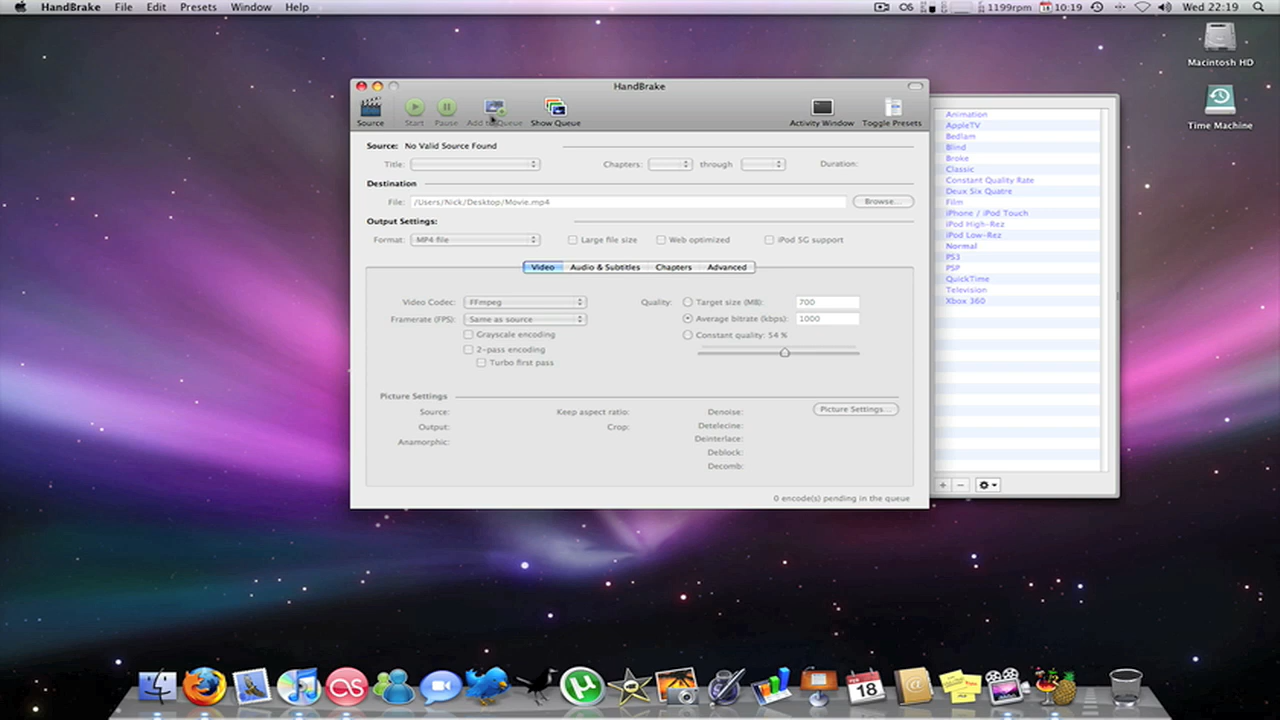 HandBrake File Edit Presets Window Help 1199rpm 10:19 Wed 22:19
Macintosh HD
Time Machine
HandBrake
Source Start Pause Add to Queue Show Queue Activity Window Toggle Presets
Source: No Valid Source Found
Title: Chapters: through Duration:
Destination
File: /Users/Nick/Desktop/Movie.mp4 Browse...
Output Settings:
Format: MP4 file Large file size Web optimized iPod 5G support
Video Audio & Subtitles Chapters Advanced
Video Codec: FFmpeg Quality: Target size (MB): 700
Framerate (FPS): Same as source Average bitrate (kbps): 1000
Grayscale encoding Constant quality: 54 %
2-pass encoding
Turbo first pass
Picture Settings
Source: Keep aspect ratio: Denoise: Picture Settings...
Output: Crop: Detelecine:
Anamorphic: Deinterlace:
Deblock:
Decomb:
0 encode(s) pending in the queue
Animation
AppleTV
Bedlam
Blind
Broke
Classic
Constant Quality Rate
Deux Six Quatre
Film
iPhone / iPod Touch
iPod High-Rez
iPod Low-Rez
Normal
PS3
PSP
QuickTime
Television
Xbox 360
18